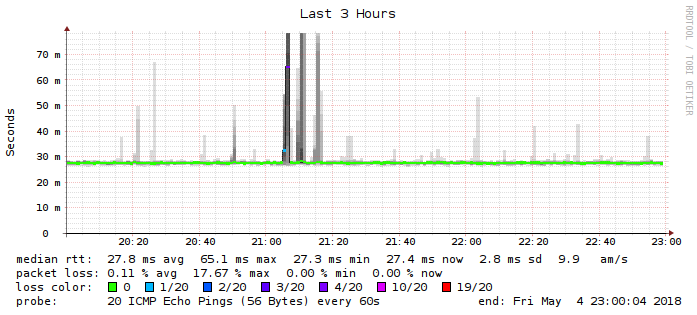 Last 3 Hours
RRDTOOL / TOBI OETIKER
Seconds
70 m
60 m
50 m
40 m
30 m
20 m
10 m
0
20:20 20:40 21:00 21:20 21:40 22:00 22:20 22:40 23:00
median rtt: 27.8 ms avg 65.1 ms max 27.3 ms min 27.4 ms now 2.8 ms sd 9.9 am/s
packet loss: 0.11 % avg 17.67 % max 0.00 % min 0.00 % now
loss color: 0 1/20 2/20 3/20 4/20 10/20 19/20
probe: 20 ICMP Echo Pings (56 Bytes) every 60s end: Fri May 4 23:00:04 2018